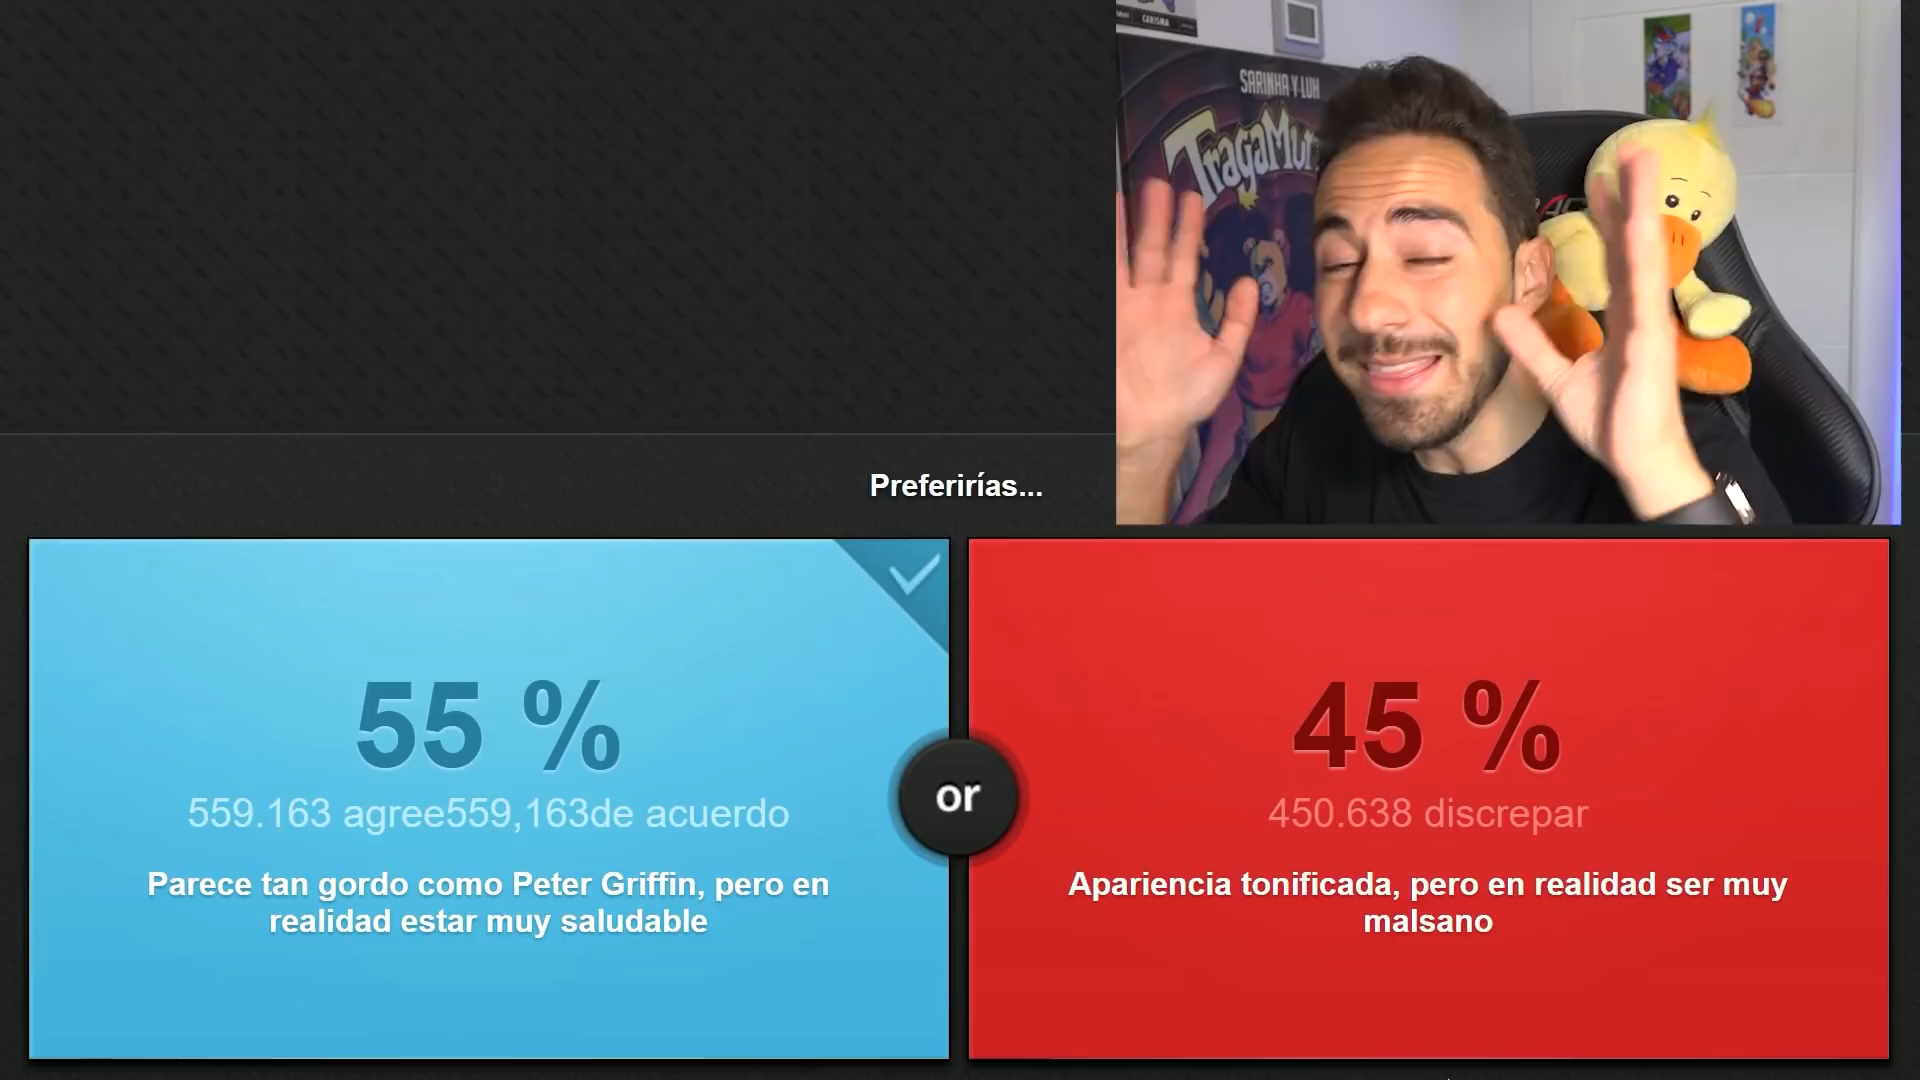 CARISMA
SARINHA Y LUH
Preferirías...
55 %
559.163 agree559,163de acuerdo
Parece tan gordo como Peter Griffin, pero en
realidad estar muy saludable
or
45 %
450.638 discrepar
Apariencia tonificada, pero en realidad ser muy
malsano